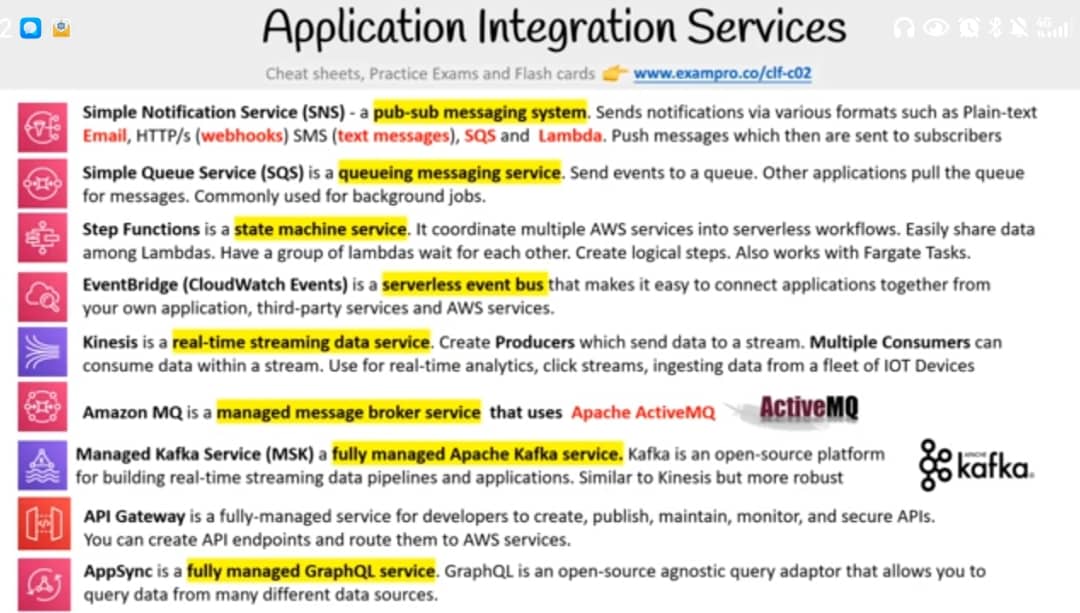 2
Application Integration Services
4G
Cheat sheets, Practice Exams and Flash cards 👉 www.exampro.co/clf-c02
Simple Notification Service (SNS) - a pub-sub messaging system. Sends notifications via various formats such as Plain-text
Email, HTTP/s (webhooks) SMS (text messages), SQS and Lambda. Push messages which then are sent to subscribers
Simple Queue Service (SQS) is a queueing messaging service. Send events to a queue. Other applications pull the queue
for messages. Commonly used for background jobs.
Step Functions is a state machine service. It coordinate multiple AWS services into serverless workflows. Easily share data
among Lambdas. Have a group of lambdas wait for each other. Create logical steps. Also works with Fargate Tasks.
EventBridge (CloudWatch Events) is a serverless event bus that makes it easy to connect applications together from
your own application, third-party services and AWS services.
Kinesis is a real-time streaming data service. Create Producers which send data to a stream. Multiple Consumers can
consume data within a stream. Use for real-time analytics, click streams, ingesting data from a fleet of IOT Devices
Amazon MQ is a managed message broker service that uses Apache ActiveMQ ActiveMQ
Managed Kafka Service (MSK) a fully managed Apache Kafka service. Kafka is an open-source platform
for building real-time streaming data pipelines and applications. Similar to Kinesis but more robust
APACHE
kafka.
API Gateway is a fully-managed service for developers to create, publish, maintain, monitor, and secure APIs.
You can create API endpoints and route them to AWS services.
AppSync is a fully managed GraphQL service. GraphQL is an open-source agnostic query adaptor that allows you to
query data from many different data sources.